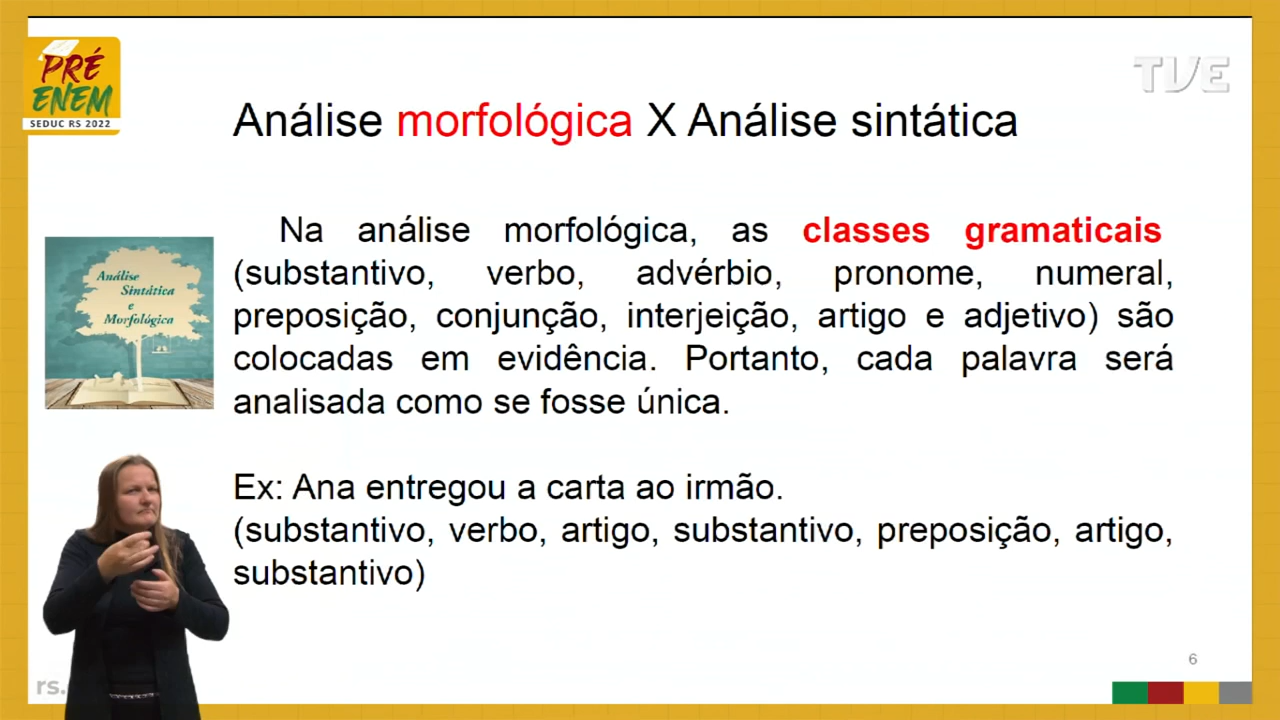 PRÉ
ENEM
SEDUC RS 2022
TVE
Análise morfológica X Análise sintática
Na análise morfológica, as classes gramaticais
(substantivo, verbo, advérbio, pronome, numeral,
preposição, conjunção, interjeição, artigo e adjetivo) são
colocadas em evidência. Portanto, cada palavra será
analisada como se fosse única.
Análise
Sintática
e
Morfológica
Ex: Ana entregou a carta ao irmão.
(substantivo, verbo, artigo, substantivo, preposição, artigo,
substantivo)
6
rs.